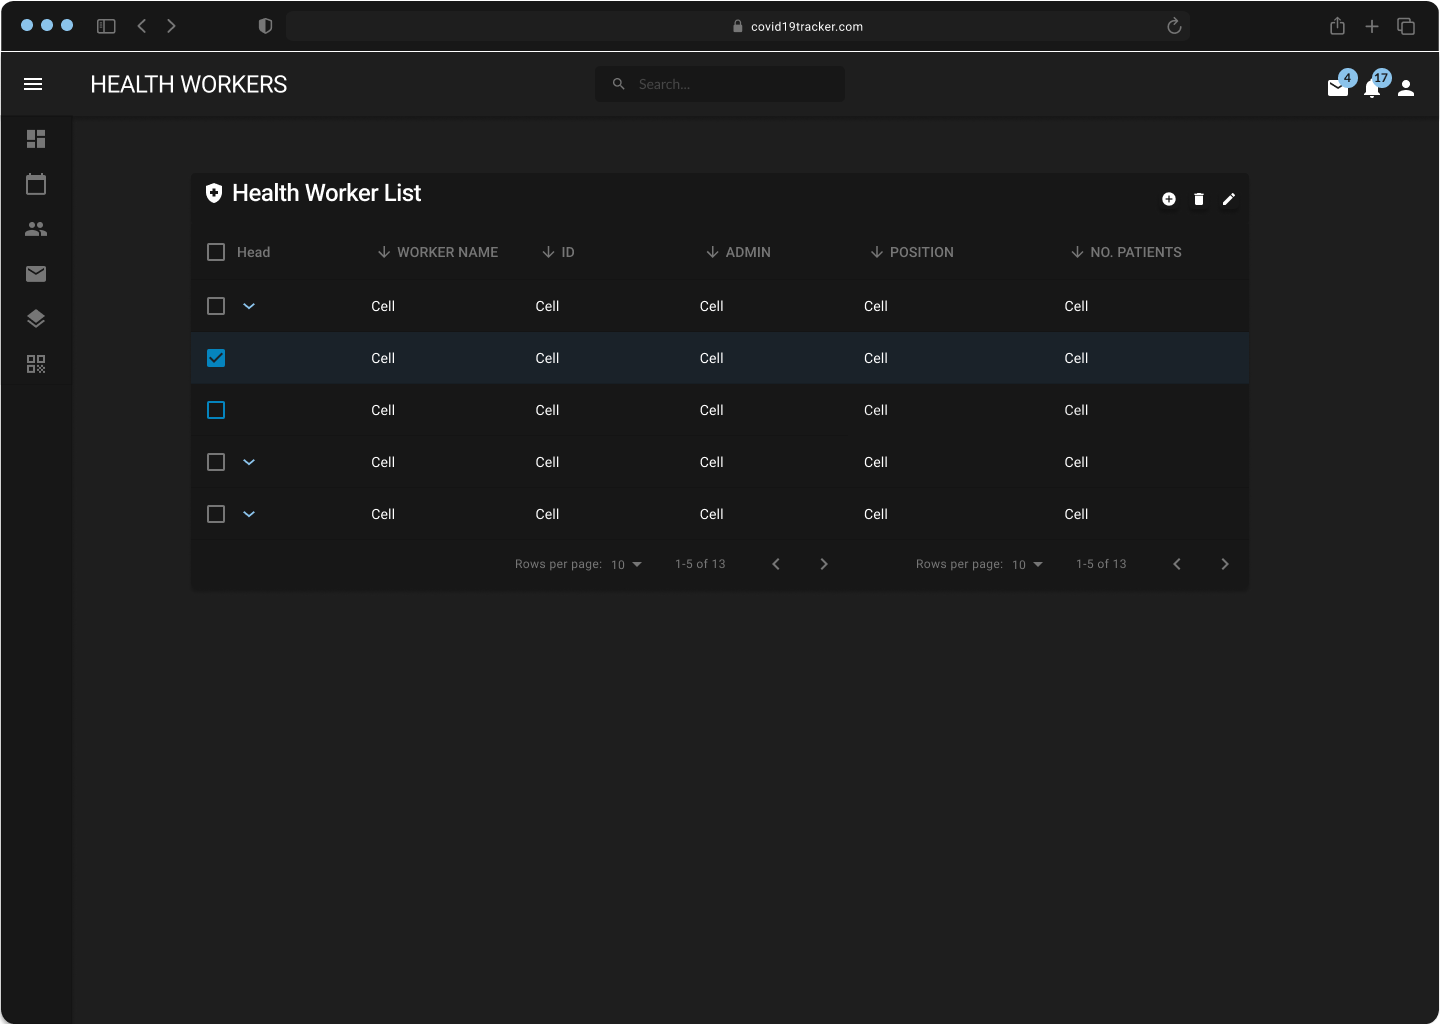 covid19tracker.com
HEALTH WORKERS
Search...
4
17
Health Worker List
Head WORKER NAME ID ADMIN POSITION NO. PATIENTS
Cell Cell Cell Cell Cell
Cell Cell Cell Cell Cell
Cell Cell Cell Cell Cell
Cell Cell Cell Cell Cell
Cell Cell Cell Cell Cell
Rows per page: 10 1-5 of 13 Rows per page: 10 1-5 of 13